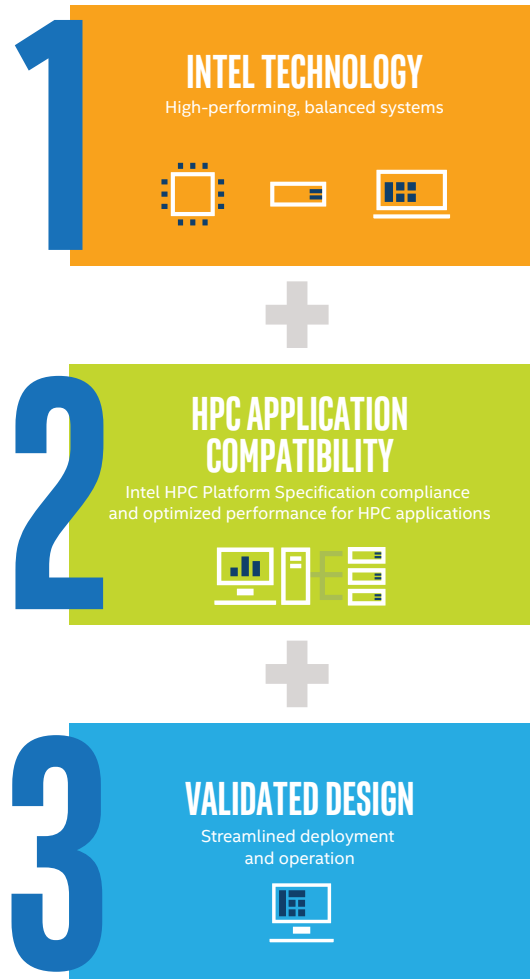 1
INTEL TECHNOLOGY
High-performing, balanced systems
2
HPC APPLICATION
COMPATIBILITY
Intel HPC Platform Specification compliance
and optimized performance for HPC applications
3
VALIDATED DESIGN
Streamlined deployment
and operation